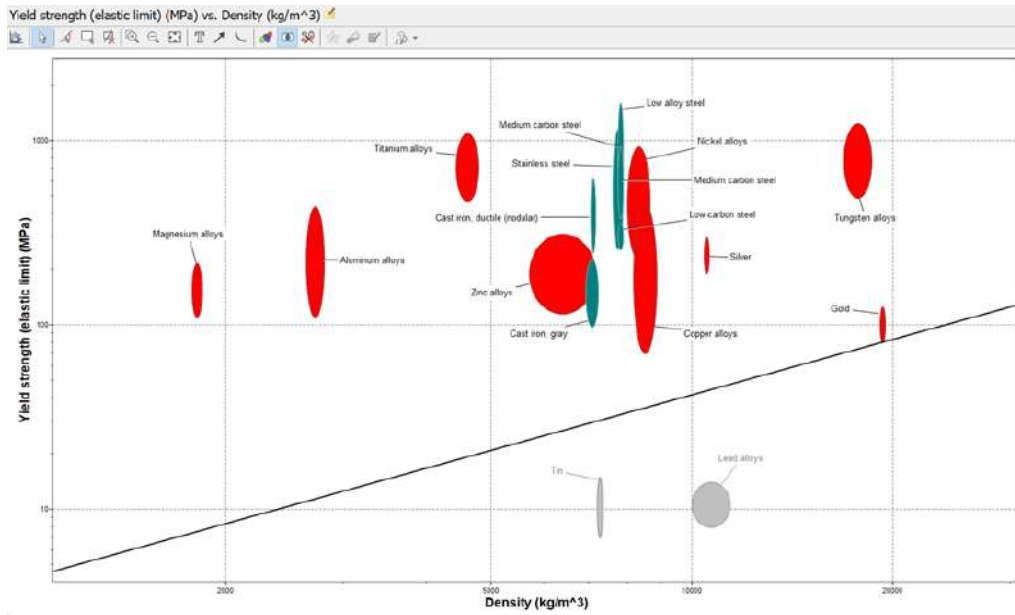 Yield strength (elastic limit) (MPa) vs. Density (kg/m^3)
Low alloy steel
Medium carbon steel
1000
Nickel alloys
Titanium alloys
Stainless steel
Medium carbon steel
Cast iron, ductile (nodular)
Low carbon steel
Tungsten alloys
Magnesium alloys
Aluminum alloys
Silver
Zinc alloys
Gold
100
Cast iron, gray
Copper alloys
Yield strength (elastic limit) (MPa)
Tin
Lead alloys
10
2000
5000
10000
20000
Density (kg/m^3)